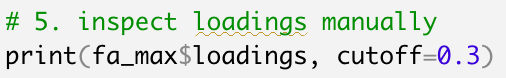 # 5. inspect loadings manually
print(fa_max$loadings, cutoff=0.3)